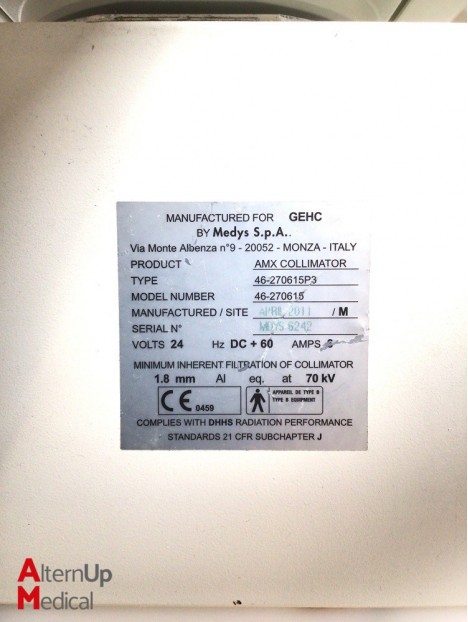 MANUFACTURED FOR GEHC
BY Medys S.p.A..
Via Monte Albenza n°9 - 20052 - MONZA - ITALY
PRODUCT AMX COLLIMATOR
TYPE 46-270615P3
MODEL NUMBER 46-270615
MANUFACTURED / SITE APRIL 2011 / M
SERIAL N° MDYS 6242
VOLTS 24 Hz DC + 60 AMPS
MINIMUM INHERENT FILTRATION OF COLLIMATOR
1.8 mm Al eq. at 70 kV
CE 0459
APPAREIL DE TYPE B
TYPE B EQUIPMENT
COMPLIES WITH DHHS RADIATION PERFORMANCE
STANDARDS 21 CFR SUBCHAPTER J
AlternUp
Medical